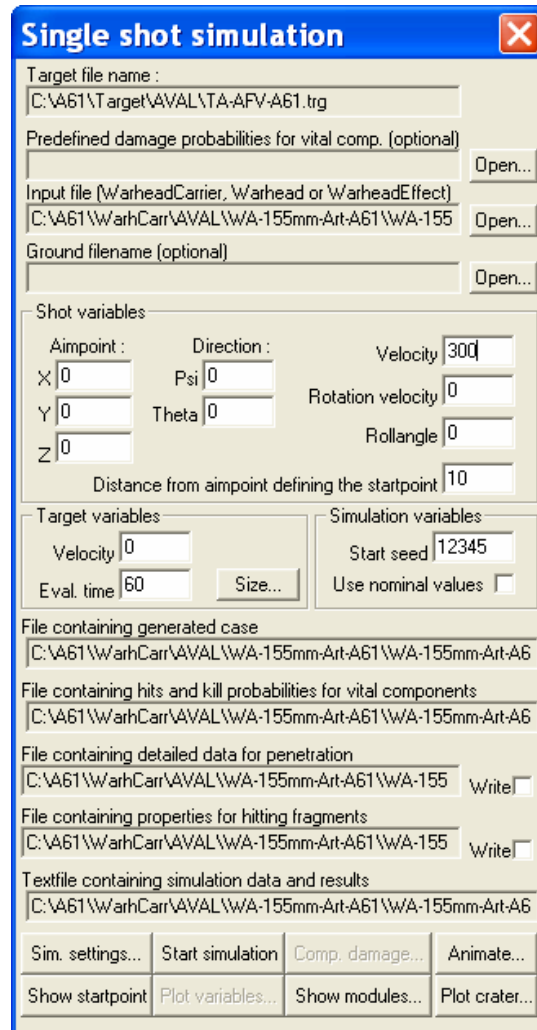 Single shot simulation
Target file name :
C:\A61\Target\AVAL\TA-AFV-A61.trg
Predefined damage probabilities for vital comp. (optional)
Open...
Input file (WarheadCarrier, Warhead or WarheadEffect)
C:\A61\WarhCarr\AVAL\WA-155mm-Art-A61\WA-155 Open...
Ground filename (optional)
Open...
Shot variables
Aimpoint : Direction : Velocity 300
X 0 Psi 0 Rotation velocity 0
Y 0 Theta 0 Rollangle 0
Z 0
Distance from aimpoint defining the startpoint 10
Target variables Simulation variables
Velocity 0 Start seed 12345
Eval. time 60 Size... Use nominal values
File containing generated case
C:\A61\WarhCarr\AVAL\WA-155mm-Art-A61\WA-155mm-Art-A6
File containing hits and kill probabilities for vital components
C:\A61\WarhCarr\AVAL\WA-155mm-Art-A61\WA-155mm-Art-A6
File containing detailed data for penetration
C:\A61\WarhCarr\AVAL\WA-155mm-Art-A61\WA-155 Write
File containing properties for hitting fragments
C:\A61\WarhCarr\AVAL\WA-155mm-Art-A61\WA-155 Write
Textfile containing simulation data and results
C:\A61\WarhCarr\AVAL\WA-155mm-Art-A61\WA-155mm-Art-A6
Sim. settings... Start simulation Comp. damage... Animate...
Show startpoint Plot variables... Show modules... Plot crater...